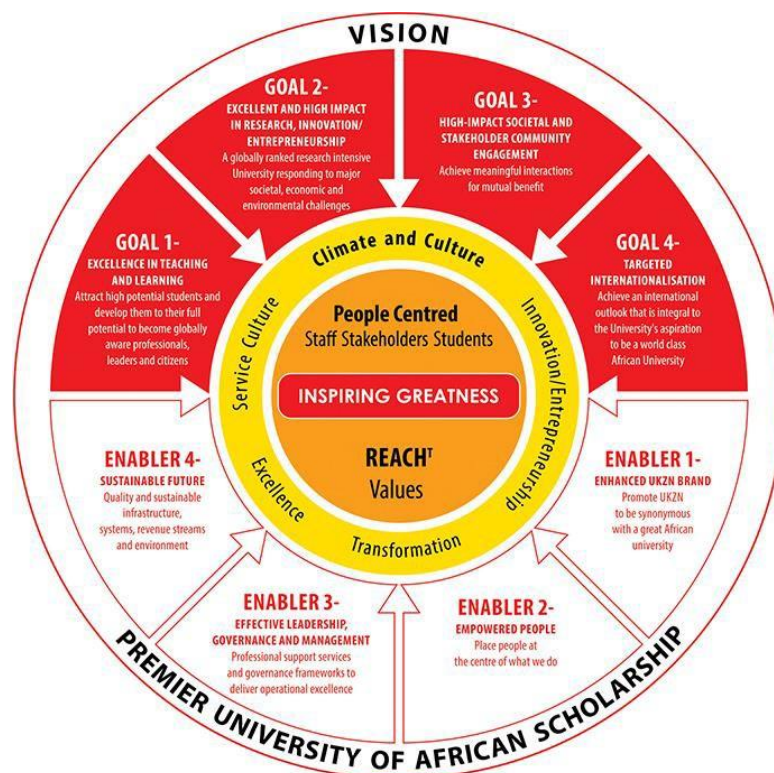 VISION
GOAL 1-
EXCELLENCE IN TEACHING
AND LEARNING
Attract high potential students and
develop them to their full
potential to become globally
aware professionals,
leaders and citizens
GOAL 2-
EXCELLENT AND HIGH IMPACT
IN RESEARCH, INNOVATION/
ENTREPRENEURSHIP
A globally ranked research intensive
University responding to major
societal, economic and
environmental challenges
GOAL 3-
HIGH-IMPACT SOCIETAL AND
STAKEHOLDER COMMUNITY
ENGAGEMENT
Achieve meaningful interactions
for mutual benefit
GOAL 4-
TARGETED
INTERNATIONALISATION
Achieve an international
outlook that is integral to
the University's aspiration
to be a world class
African University
Service Culture
Climate and Culture
Innovation/Entrepreneurship
Transformation
Excellence
People Centred
Staff Stakeholders Students
INSPIRING GREATNESS
REACHᵀ
Values
ENABLER 1-
ENHANCED UKZN BRAND
Promote UKZN
to be synonymous
with a great African
university
ENABLER 2-
EMPOWERED PEOPLE
Place people at
the centre of what we do
ENABLER 3-
EFFECTIVE LEADERSHIP,
GOVERNANCE AND MANAGEMENT
Professional support services
and governance frameworks to
deliver operational excellence
ENABLER 4-
SUSTAINABLE FUTURE
Quality and sustainable
infrastructure,
systems, revenue streams
and environment
PREMIER UNIVERSITY OF AFRICAN SCHOLARSHIP